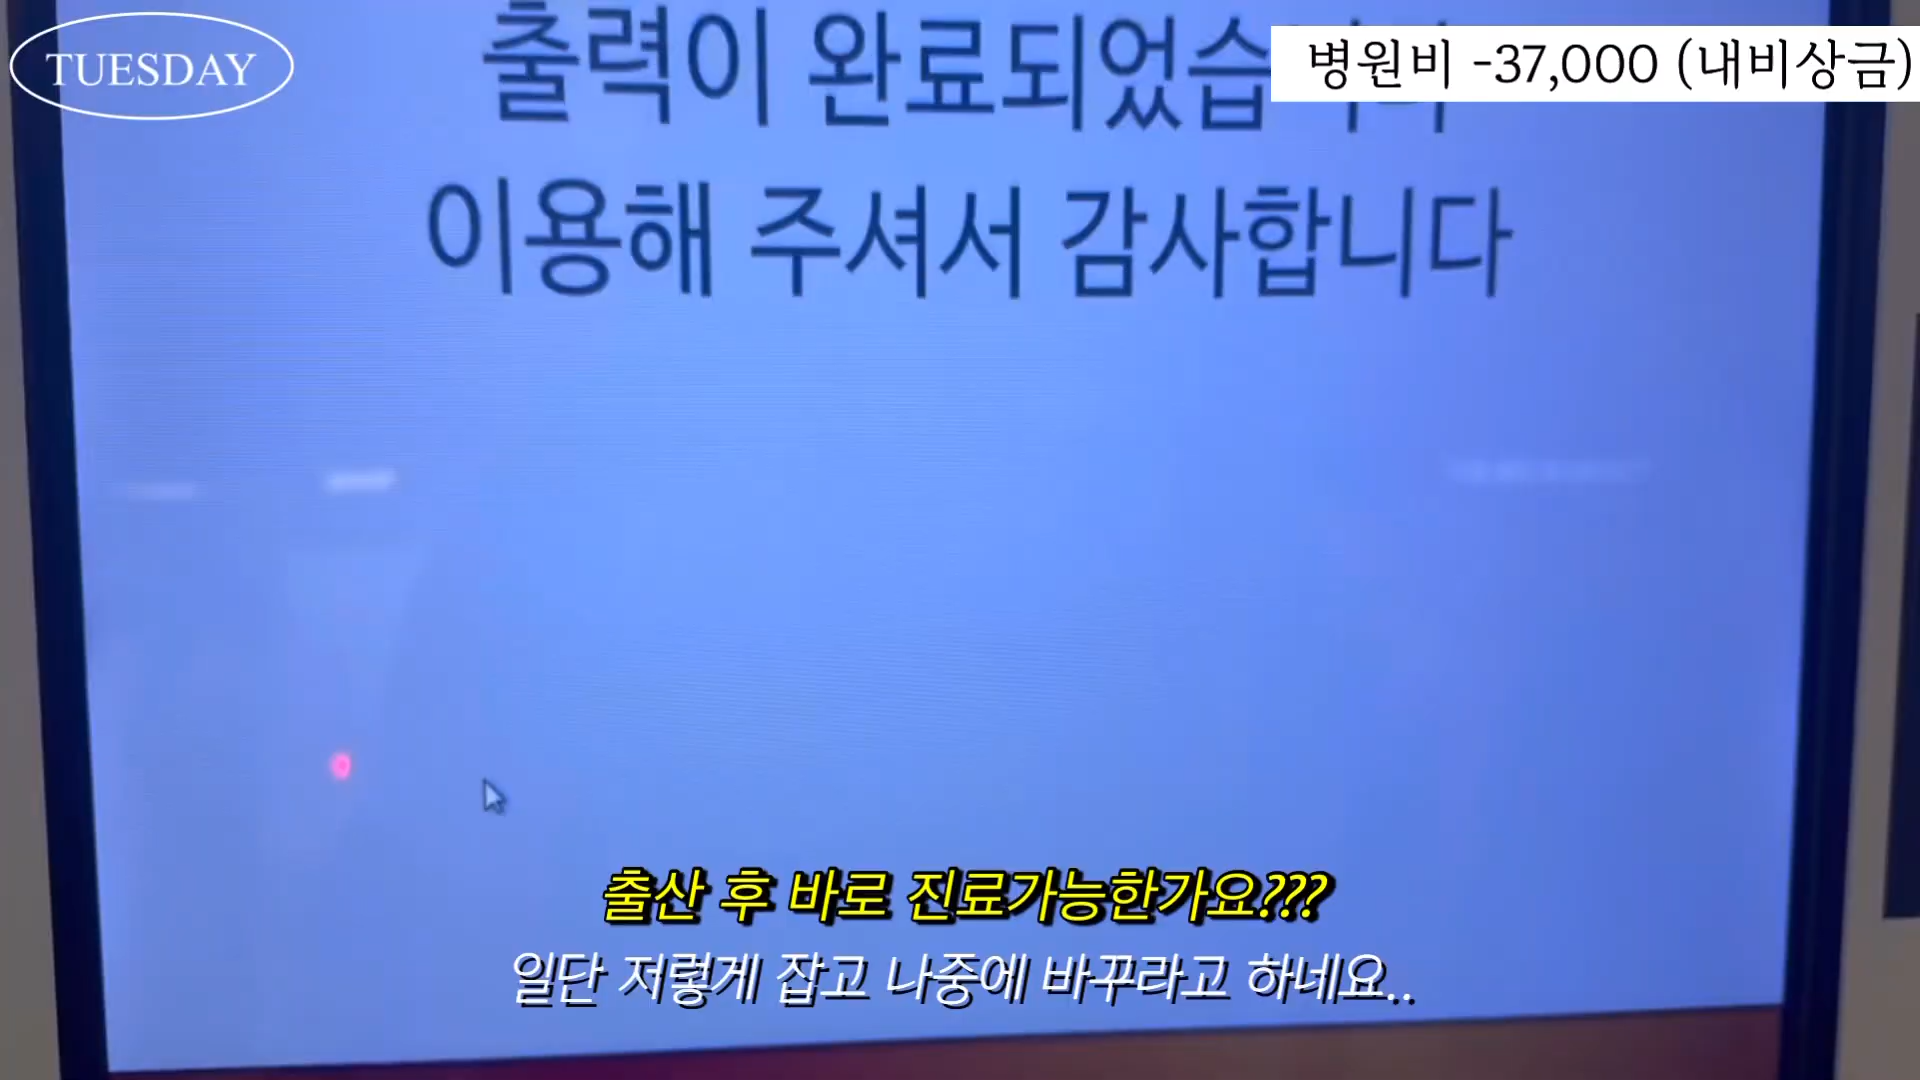 TUESDAY
병원비 -37,000 (내비상금)
출력이 완료되었습니다
이용해 주셔서 감사합니다
출산 후 바로 진료가능한가요???
일단 저렇게 잡고 나중에 바꾸라고 하네요..